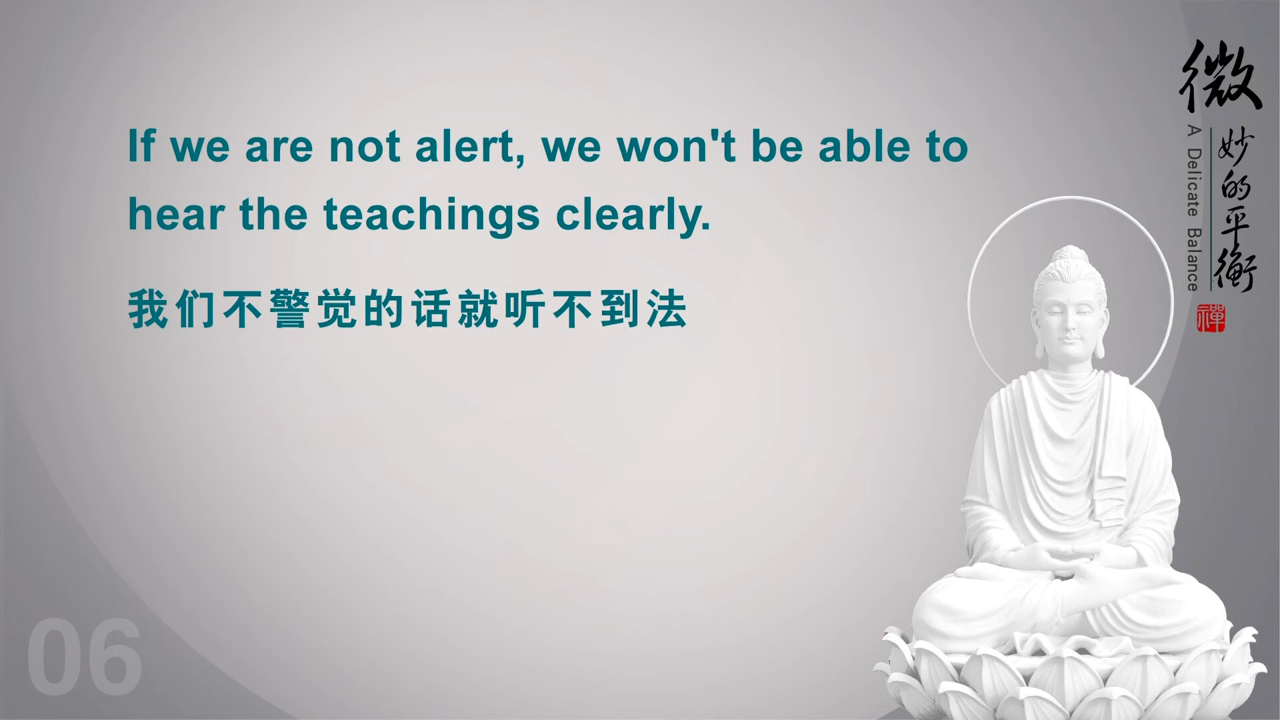 If we are not alert, we won't be able to
hear the teachings clearly.
我们不警觉的话就听不到法
微
妙的平衡
A Delicate Balance
禪
06